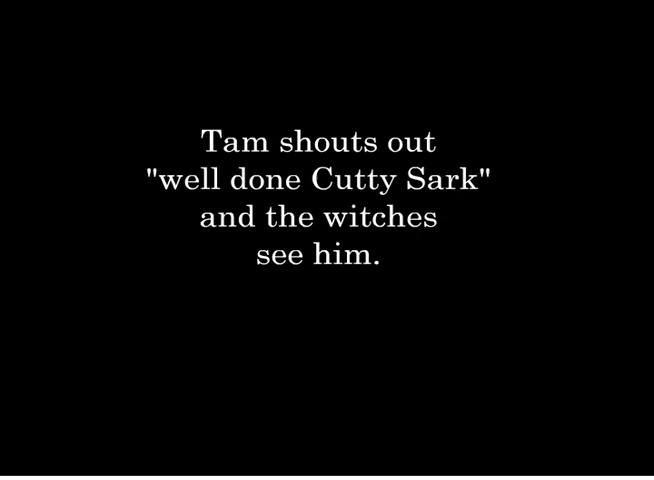 Tam shouts out
"well done Cutty Sark"
and the witches
see him.